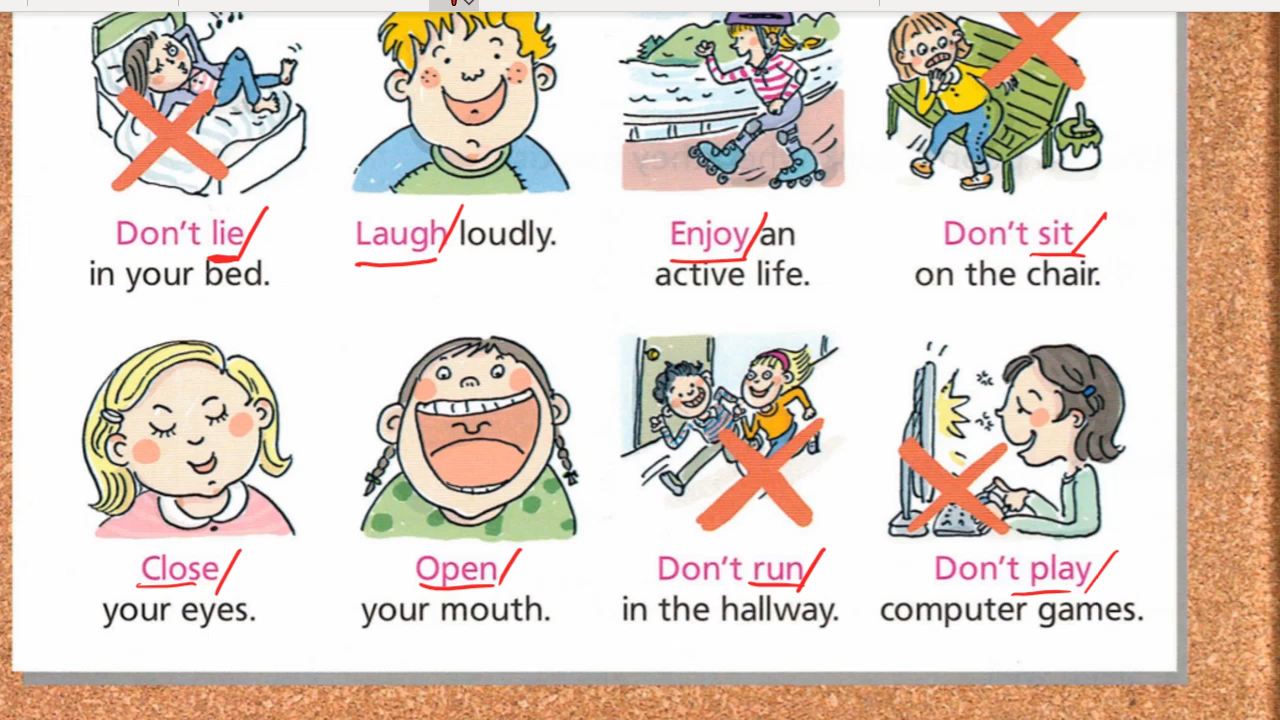 Don't lie
in your bed.
Laugh loudly.
Enjoy an
active life.
Don't sit
on the chair.
Close
your eyes.
Open
your mouth.
Don't run
in the hallway.
Don't play
computer games.